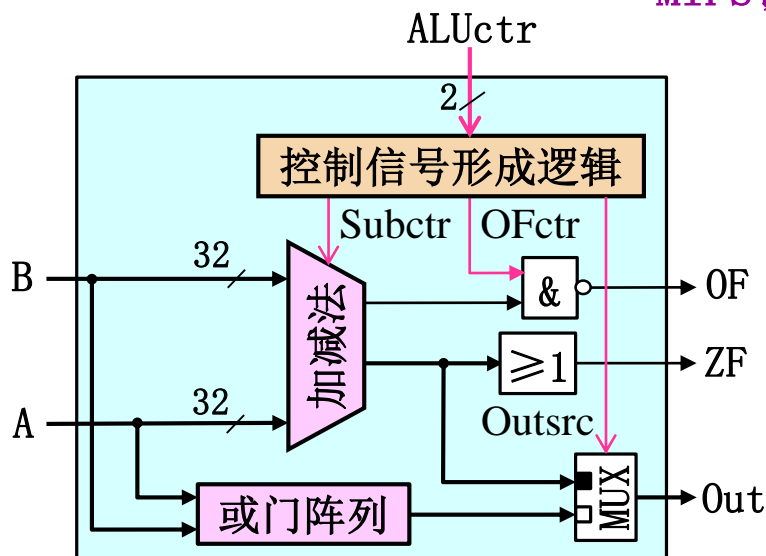 MIPS
ALUctr
2
控制信号形成逻辑
Subctr
OFctr
B
32
&
OF
加减法
≥1
ZF
A
32
Outsrc
或门阵列
MUX
Out